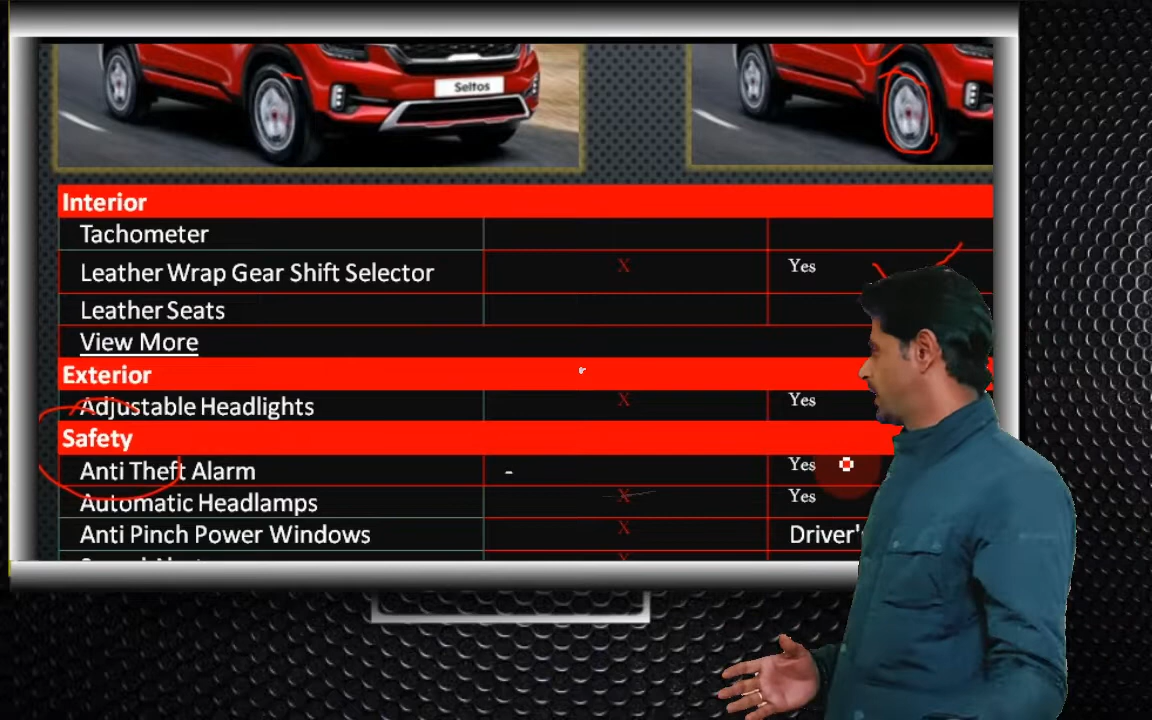 Seltos
Interior
Tachometer
Leather Wrap Gear Shift Selector X Yes
Leather Seats
View More
Exterior
Adjustable Headlights X Yes
Safety
Anti Theft Alarm - Yes
Automatic Headlamps X Yes
Anti Pinch Power Windows X Driver'
X